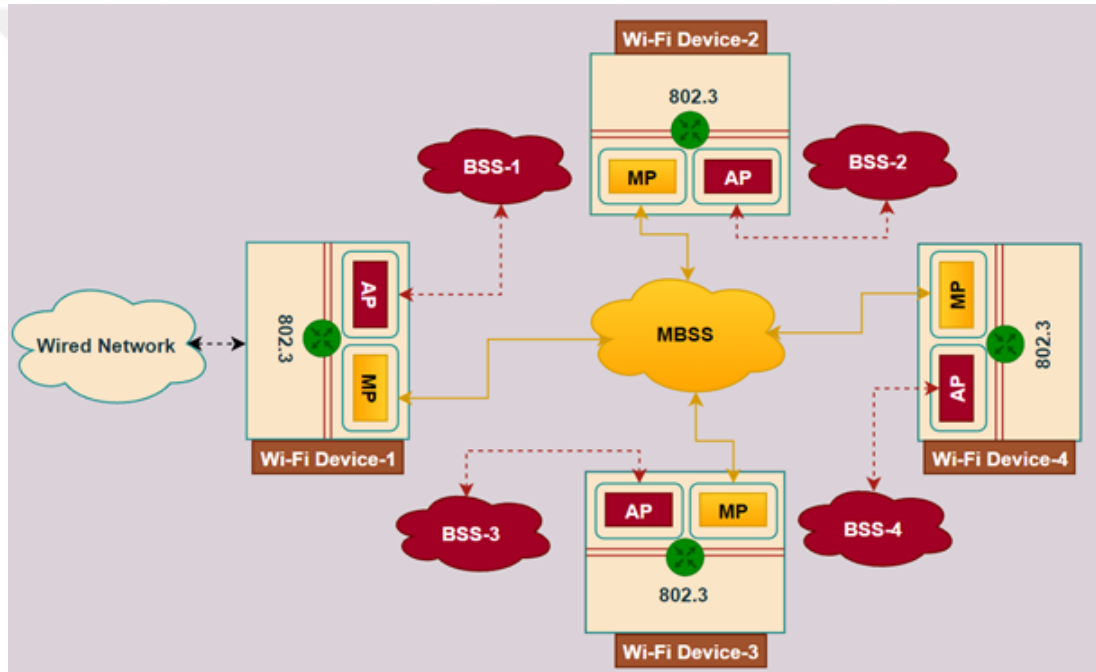 Wi-Fi Device-2
802.3
MP
AP
BSS-1
BSS-2
AP
802.3
MP
Wired Network
Wi-Fi Device-1
MBSS
MP
802.3
AP
Wi-Fi Device-4
BSS-3
AP
MP
802.3
Wi-Fi Device-3
BSS-4